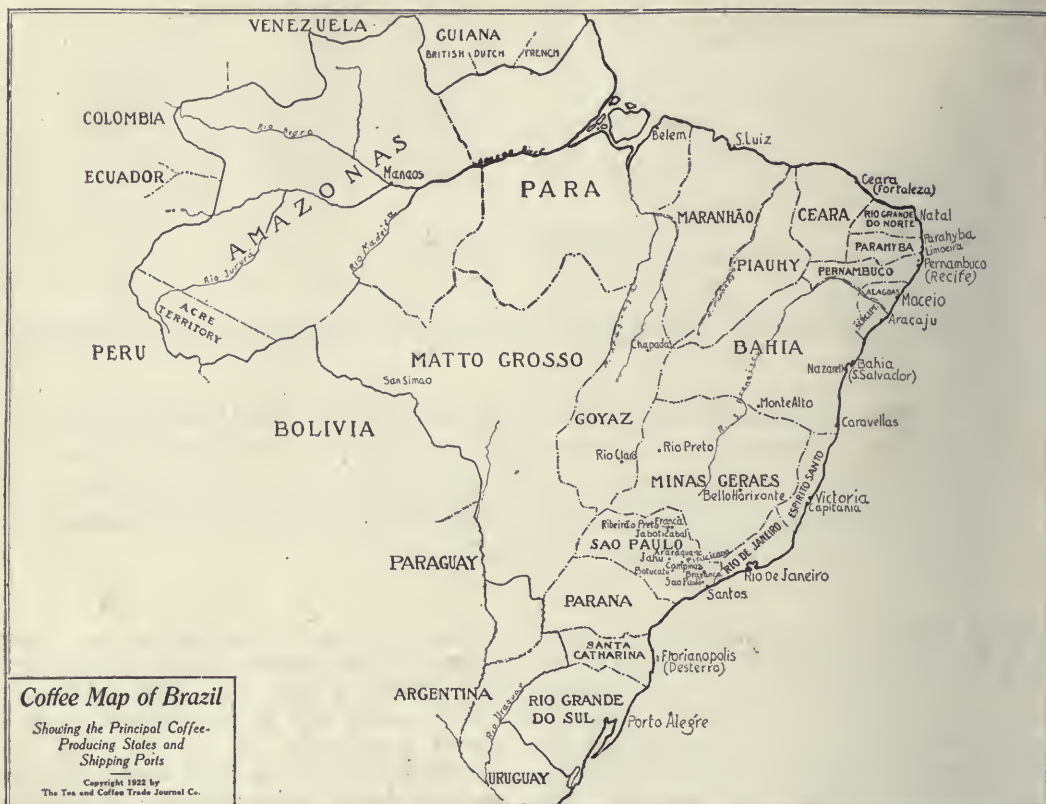 VENEZUELA
GUIANA
BRITISH DUTCH FRENCH
COLOMBIA
ECUADOR
Rio Negro
Manaos
AMAZONAS
PARA
Belem
S. Luiz
Ceara
(Fortaleza)
MARANHÃO
CEARA
RIO GRANDE
DO NORTE
Natal
Parahyba
Limoeira
PARAHYBA
PIAUHY
PERNAMBUCO
Pernambuco
(Recife)
ALAGOAS
Maceio
SERGIPE
Aracaju
Rio Madeira
Rio Jurura
ACRE
TERRITORY
PERU
MATTO GROSSO
San Simao
BOLIVIA
Chapadas
BAHIA
Nazareth
Bahia
(S. Salvador)
GOYAZ
Monte Alto
Caravellas
Rio Claro
Rio Preto
MINAS GERAES
Bello Horixonte
ESPIRITO SANTO
Victoria
Capitania
Ribeirão Preto
Franca
Jaboticabal
SAO PAULO
Jahu
Campinas
Botucatu
Bragança
Sao Paulo
RIO DE JANEIRO
Rio De Janeiro
Santos
PARAGUAY
PARANA
SANTA
CATHARINA
Florianopolis
(Desterro)
ARGENTINA
Rio Uruguay
RIO GRANDE
DO SUL
Porto Alegre
URUGUAY
Coffee Map of Brazil
Showing the Principal Coffee-
Producing States and
Shipping Ports
Copyright 1922 by
The Tea and Coffee Trade Journal Co.